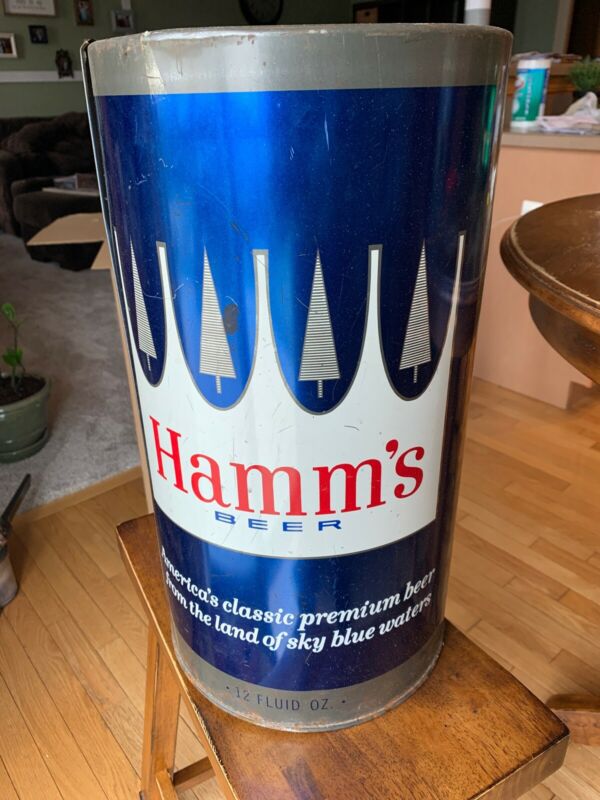 Hamm's
BEER
America's classic premium beer
from the land of sky blue waters
• 12 FLUID OZ. •